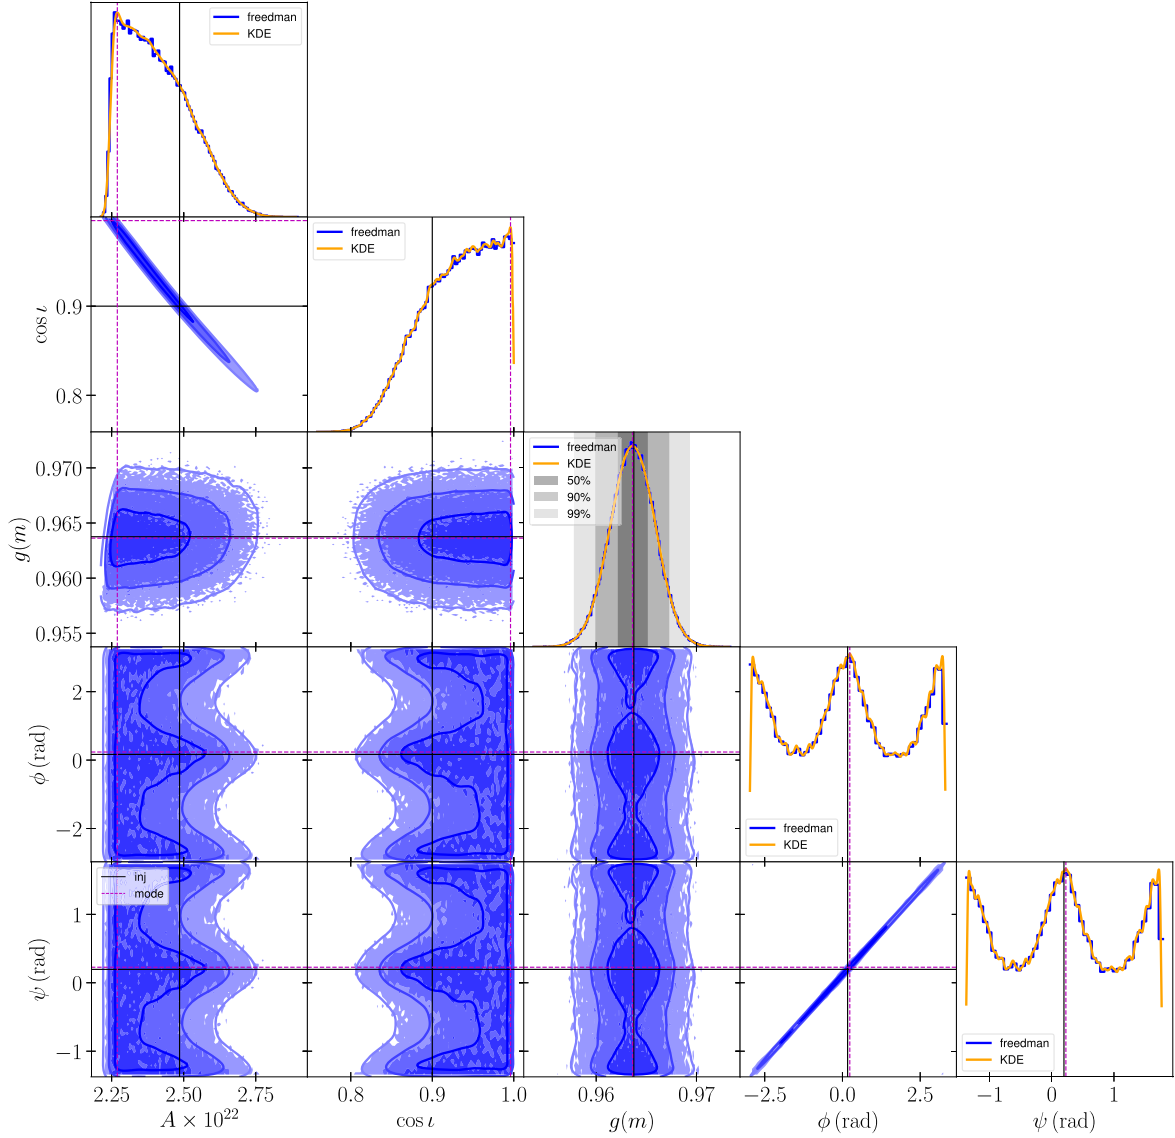 freedman
KDE
freedman
KDE
cos ι
0.9
0.8
freedman
KDE
50%
90%
99%
g(m)
0.970
0.965
0.960
0.955
freedman
KDE
ϕ (rad)
2
0
−2
inj
mode
freedman
KDE
ψ (rad)
1
0
−1
2.25 2.50 2.75
0.8 0.9 1.0
0.96 0.97
−2.5 0.0 2.5
−1 0 1
A × 10²²
cos ι
g(m)
ϕ (rad)
ψ (rad)